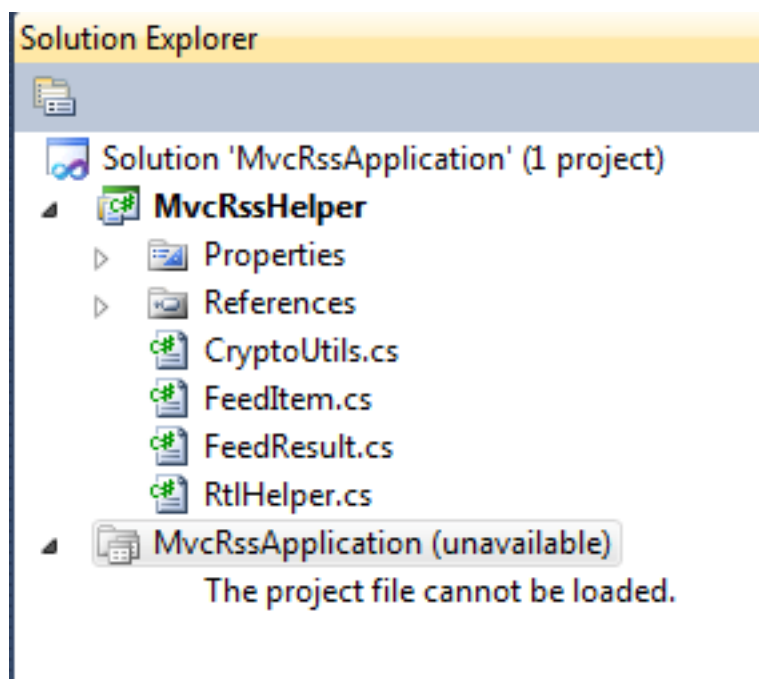 Solution Explorer
Solution 'MvcRssApplication' (1 project)
MvcRssHelper
Properties
References
CryptoUtils.cs
FeedItem.cs
FeedResult.cs
RtlHelper.cs
MvcRssApplication (unavailable)
The project file cannot be loaded.